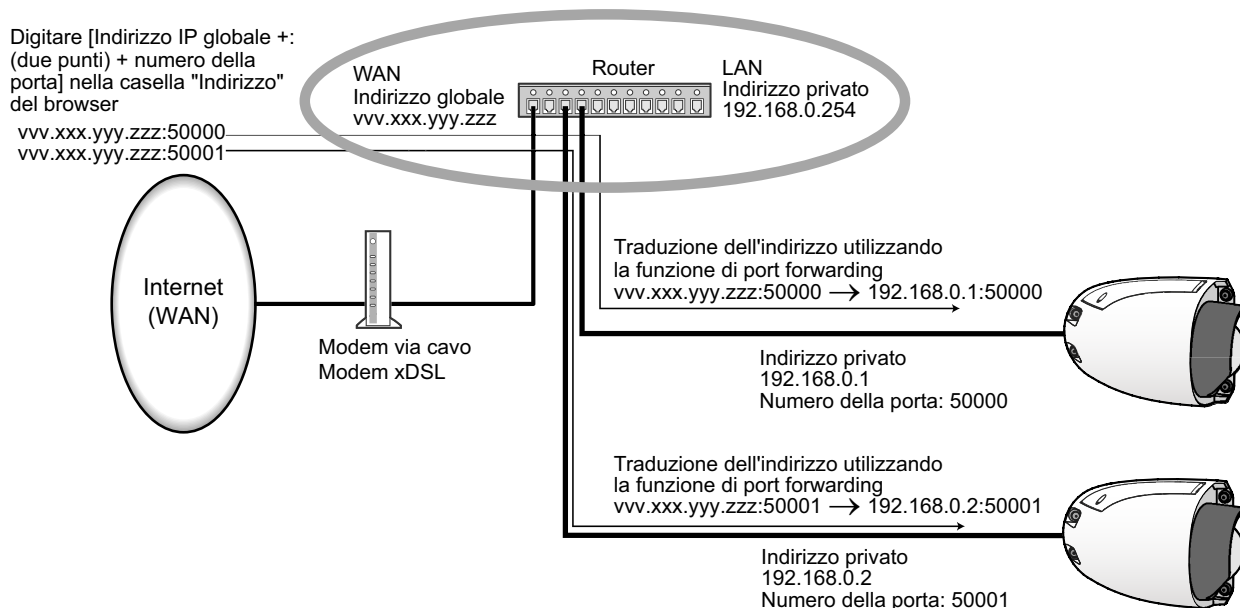 Digitare [Indirizzo IP globale +:
(due punti) + numero della
porta] nella casella "Indirizzo"
del browser
vvv.xxx.yyy.zzz:50000
vvv.xxx.yyy.zzz:50001
WAN
Indirizzo globale
vvv.xxx.yyy.zzz
Router
LAN
Indirizzo privato
192.168.0.254
Internet
(WAN)
Modem via cavo
Modem xDSL
Traduzione dell'indirizzo utilizzando
la funzione di port forwarding
vvv.xxx.yyy.zzz:50000 → 192.168.0.1:50000
Indirizzo privato
192.168.0.1
Numero della porta: 50000
Traduzione dell'indirizzo utilizzando
la funzione di port forwarding
vvv.xxx.yyy.zzz:50001 → 192.168.0.2:50001
Indirizzo privato
192.168.0.2
Numero della porta: 50001